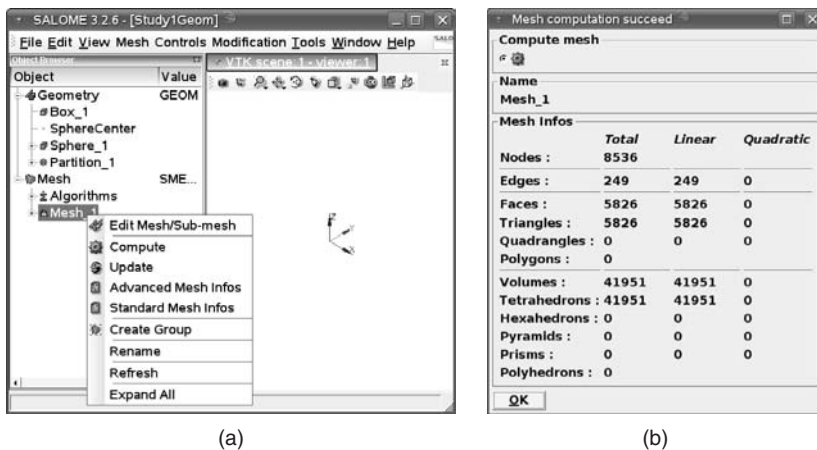 SALOME 3.2.6 - [Study1Geom]
File Edit View Mesh Controls Modification Tools Window Help
Object Browser
VTK scene:1 - viewer:1
Object Value
Geometry GEOM
Box_1
SphereCenter
Sphere_1
Partition_1
Mesh SME...
Algorithms
Mesh_1
Edit Mesh/Sub-mesh
Compute
Update
Advanced Mesh Infos
Standard Mesh Infos
Create Group
Rename
Refresh
Expand All
(a)
Mesh computation succeed
Compute mesh
Name
Mesh_1
Mesh Infos
Total Linear Quadratic
Nodes : 8536
Edges : 249 249 0
Faces : 5826 5826 0
Triangles : 5826 5826 0
Quadrangles : 0 0 0
Polygons : 0
Volumes : 41951 41951 0
Tetrahedrons : 41951 41951 0
Hexahedrons : 0 0 0
Pyramids : 0 0 0
Prisms : 0 0 0
Polyhedrons : 0
OK
(b)